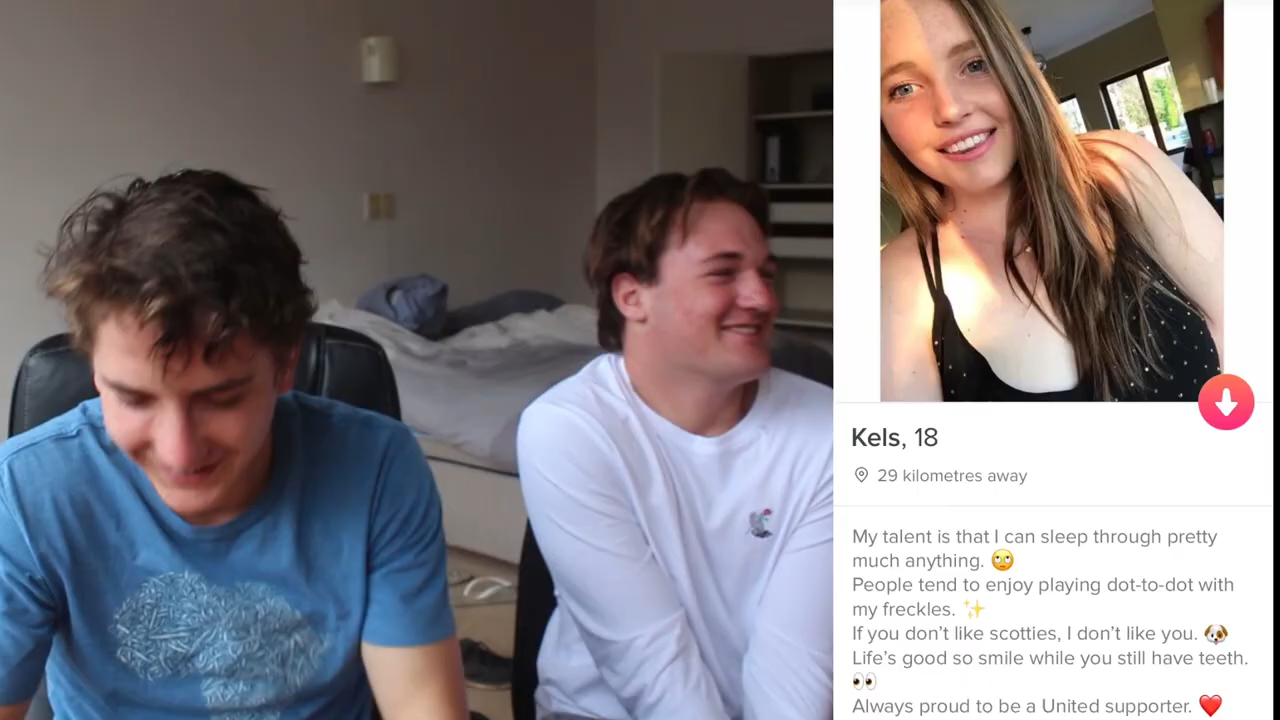 Kels, 18
29 kilometres away
My talent is that I can sleep through pretty
much anything. 🙄
People tend to enjoy playing dot-to-dot with
my freckles. ✨
If you don’t like scotties, I don’t like you. 🐶
Life’s good so smile while you still have teeth.
👀
Always proud to be a United supporter. ❤️